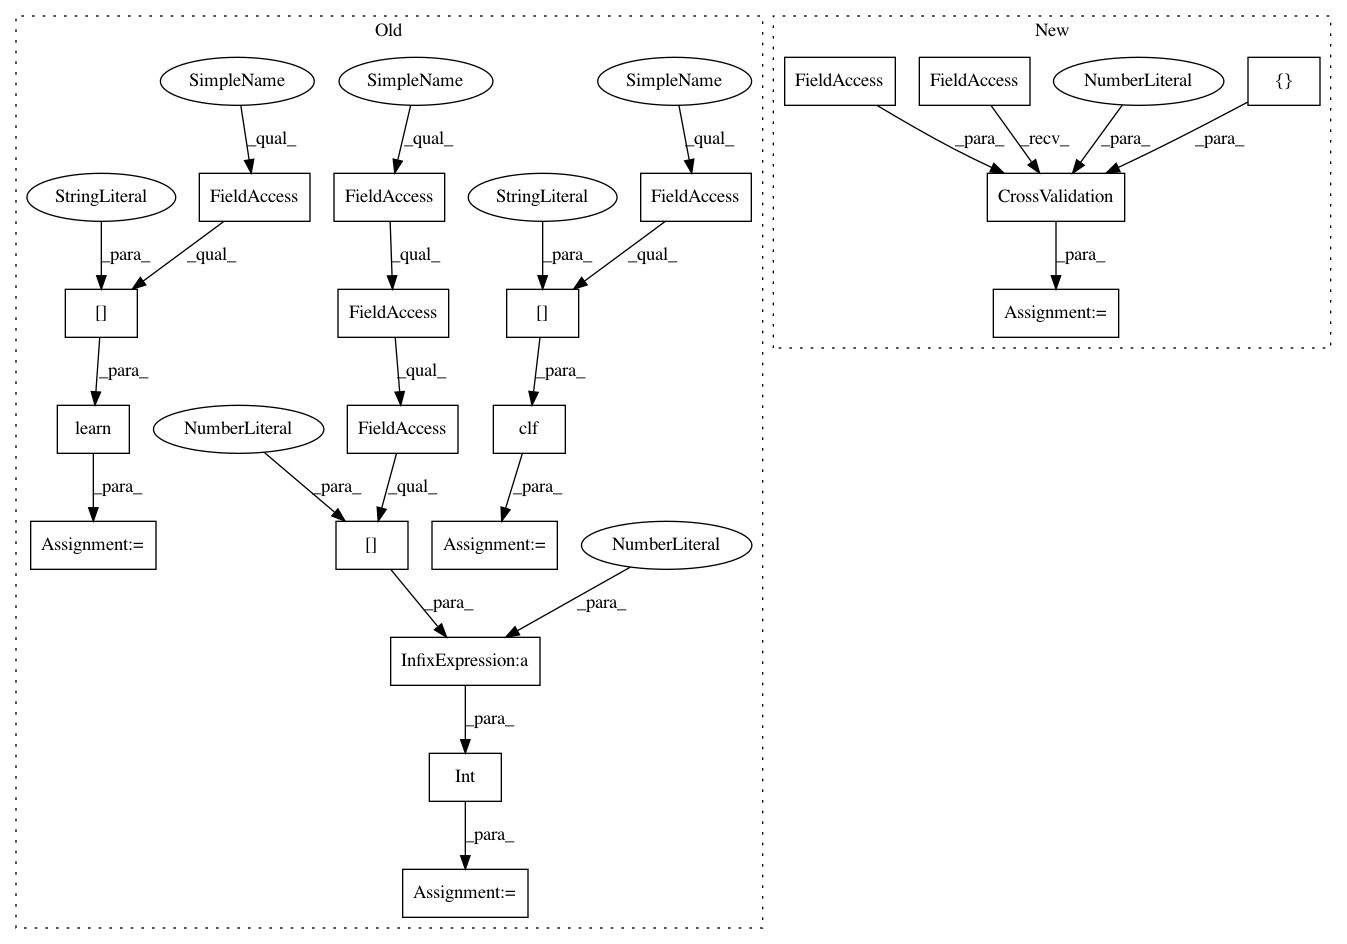 Old
New
SimpleName
SimpleName
SimpleName
FieldAccess
FieldAccess
NumberLiteral
{}
_qual_
_qual_
_qual_
_para_
_recv_
_para_
_para_
StringLiteral
FieldAccess
FieldAccess
StringLiteral
FieldAccess
CrossValidation
_para_
_qual_
_qual_
_para_
_qual_
_para_
[]
FieldAccess
[]
Assignment:=
_para_
_qual_
_para_
learn
NumberLiteral
FieldAccess
clf
_para_
_para_
_qual_
_para_
Assignment:=
[]
Assignment:=
NumberLiteral
_para_
_para_
InfixExpression:a
_para_
Int
_para_
Assignment:=